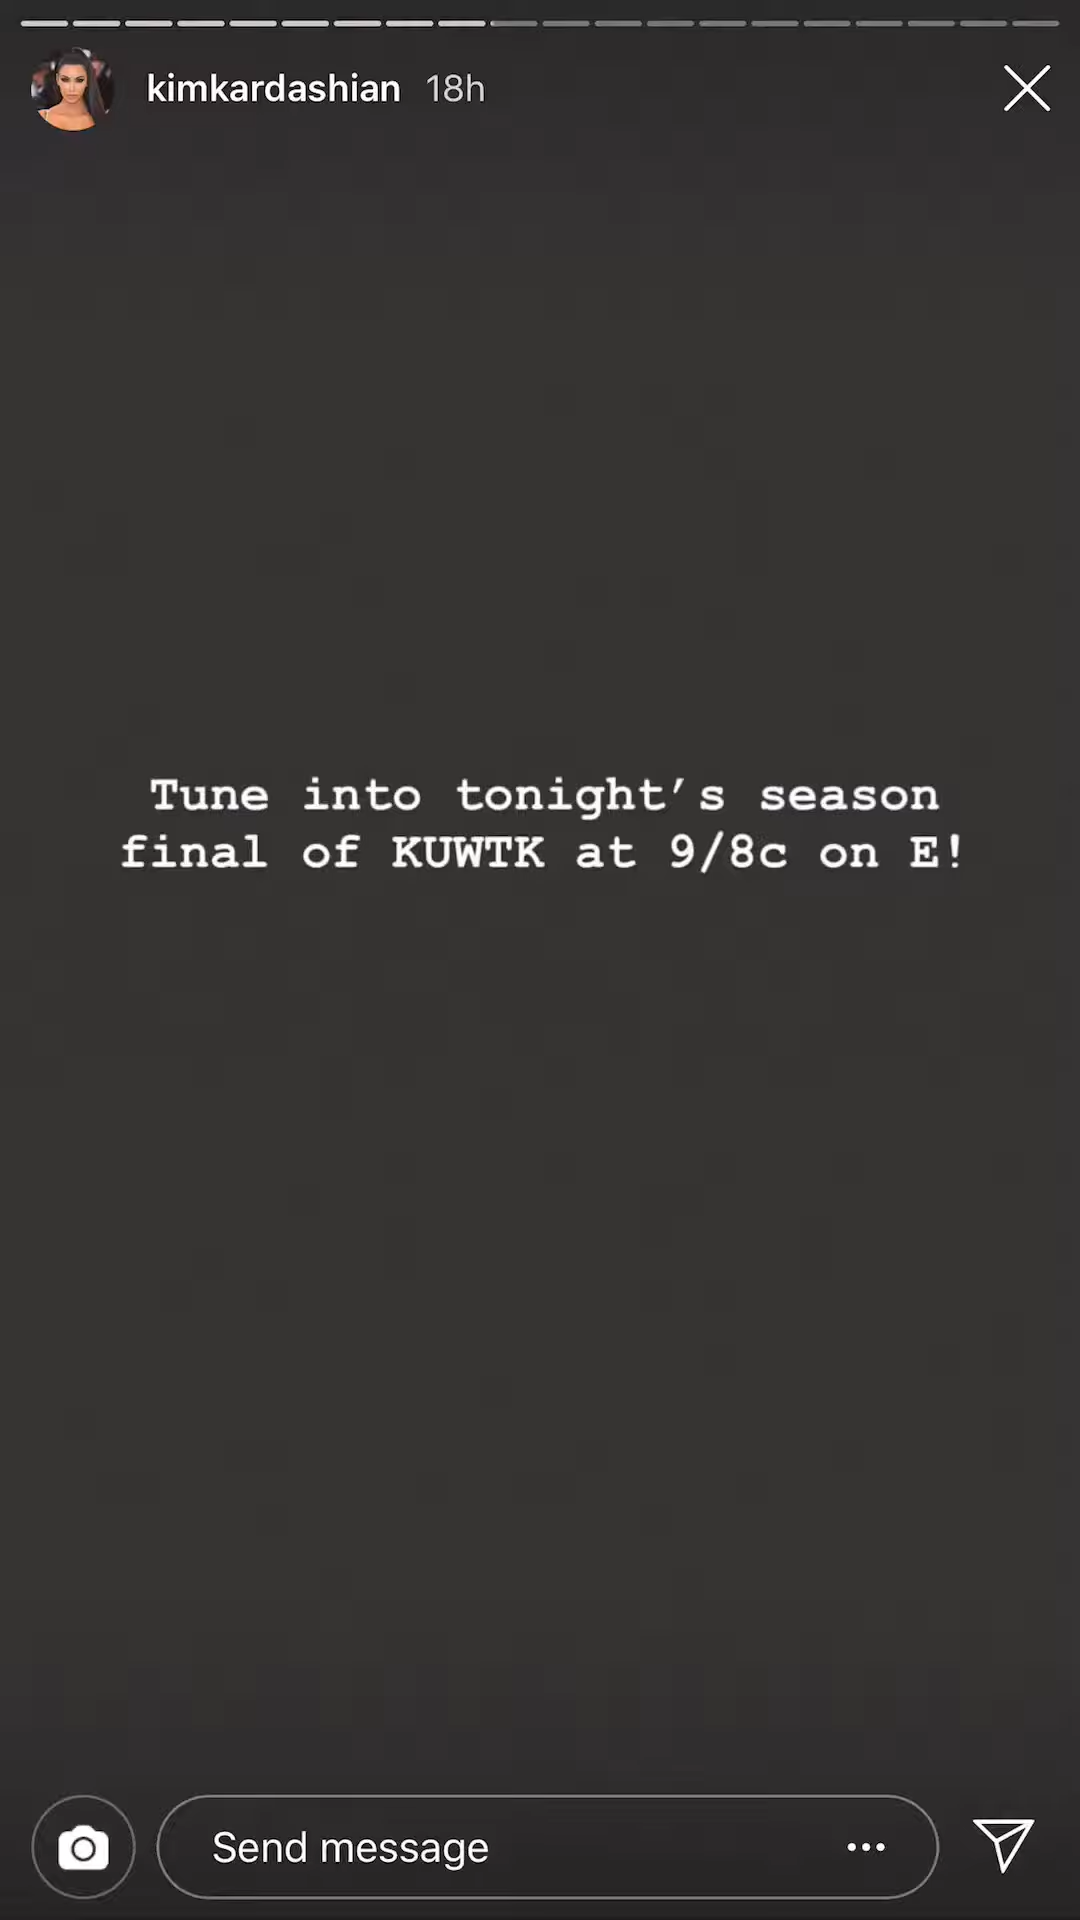 kimkardashian 18h
Tune into tonight’s season
final of KUWTK at 9/8c on E!
Send message